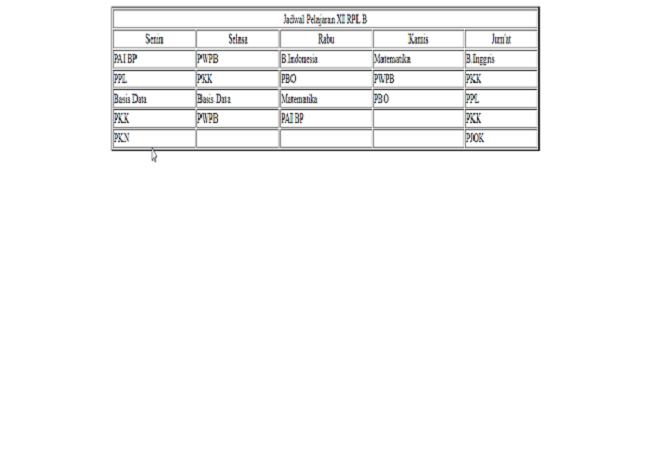 Jadwal Pelajaran XII RPL B
Senin Selasa Rabu Kamis Jum'at
PAI BP PWPB B.Indonesia Matematika B.Inggris
PPL PKK PBO PWPB PKK
Basis Data Basis Data Matematika PBO PPL
PKK PWPB PAI BP PKK
PKN PJOK